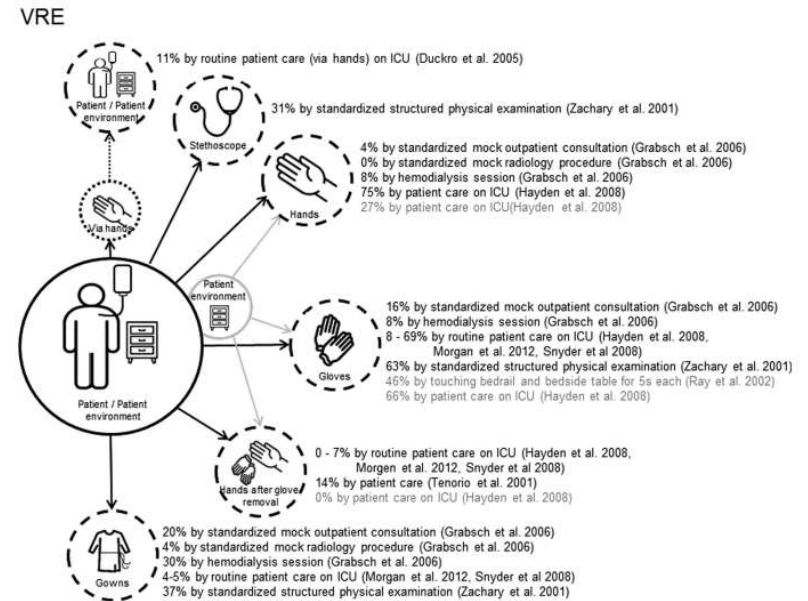 VRE
11% by routine patient care (via hands) on ICU (Duckro et al. 2005)
Patient / Patient
environment
31% by standardized structured physical examination (Zachary et al. 2001)
Stethoscope
4% by standardized mock outpatient consultation (Grabsch et al. 2006)
0% by standardized mock radiology procedure (Grabsch et al. 2006)
8% by hemodialysis session (Grabsch et al. 2006)
75% by patient care on ICU (Hayden et al. 2008)
27% by patient care on ICU(Hayden et al. 2008)
Hands
Via hands
Patient
environment
16% by standardized mock outpatient consultation (Grabsch et al. 2006)
8% by hemodialysis session (Grabsch et al. 2006)
8 - 69% by routine patient care on ICU (Hayden et al. 2008,
Morgan et al. 2012, Snyder et al 2008)
63% by standardized structured physical examination (Zachary et al. 2001)
46% by touching bedrail and bedside table for 5s each (Ray et al. 2002)
66% by patient care on ICU (Hayden et al. 2008)
Gloves
Patient / Patient
environment
0 - 7% by routine patient care on ICU (Hayden et al. 2008,
Morgen et al. 2012, Snyder et al 2008)
14% by patient care (Tenorio et al. 2001)
0% by patient care on ICU (Hayden et al. 2008)
Hands after glove
removal
20% by standardized mock outpatient consultation (Grabsch et al. 2006)
4% by standardized mock radiology procedure (Grabsch et al. 2006)
30% by hemodialysis session (Grabsch et al. 2006)
4-5% by routine patient care on ICU (Morgan et al. 2012, Snyder et al 2008)
37% by standardized structured physical examination (Zachary et al. 2001)
Gowns